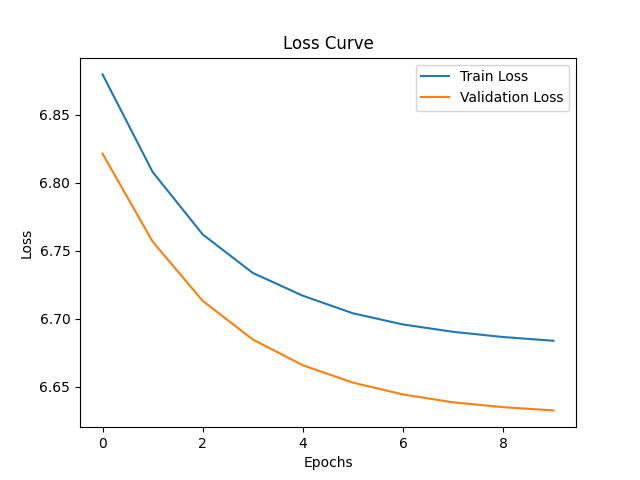 Loss Curve
Train Loss
Validation Loss
6.85
6.80
6.75
6.70
6.65
Loss
0 2 4 6 8
Epochs